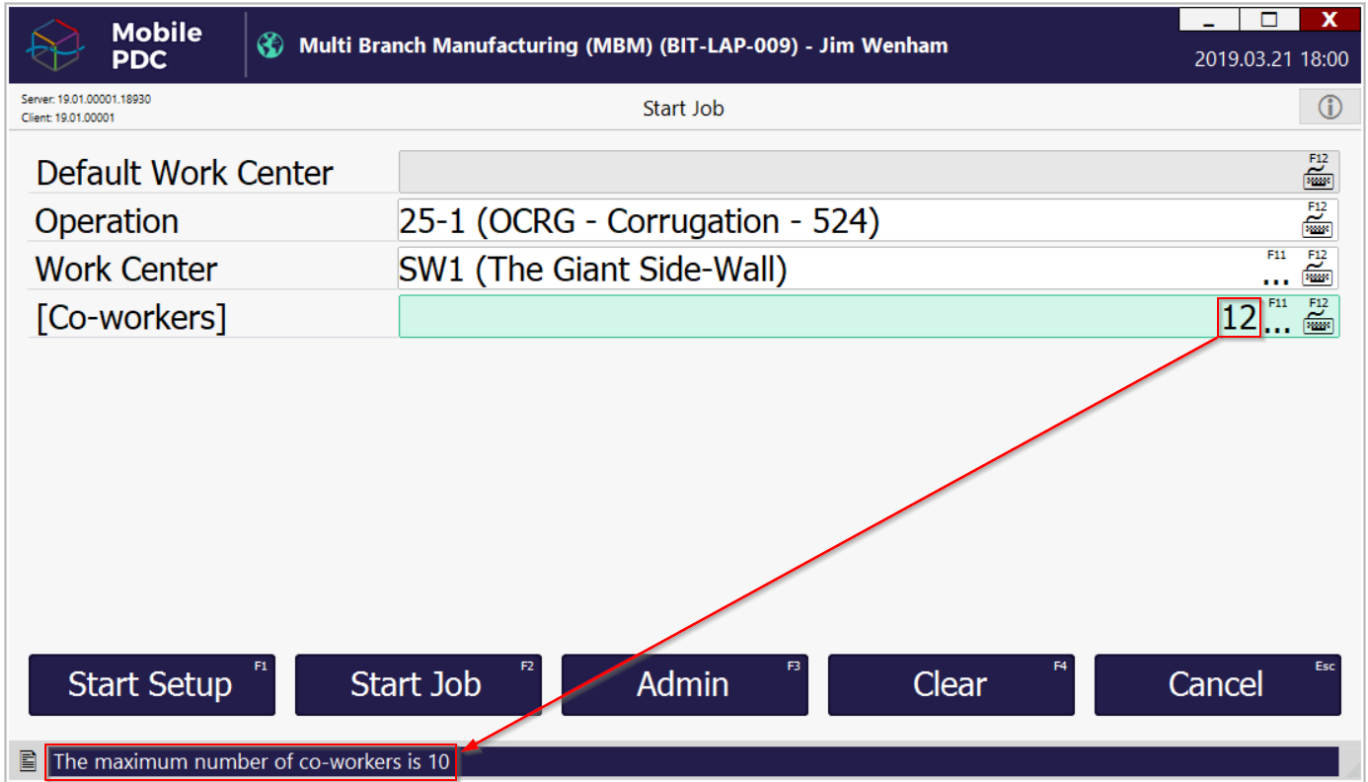 Mobile
PDC
Multi Branch Manufacturing (MBM) (BIT-LAP-009) - Jim Wenham
X
2019.03.21 18:00
Server: 19.01.00001.18930
Client: 19.01.00001
Start Job
Default Work Center F12
Operation 25-1 (OCRG - Corrugation - 524) F12
Work Center SW1 (The Giant Side-Wall) F11 ... F12
[Co-workers] 12 F11 ... F12
Start Setup F1 Start Job F2 Admin F3 Clear F4 Cancel Esc
The maximum number of co-workers is 10